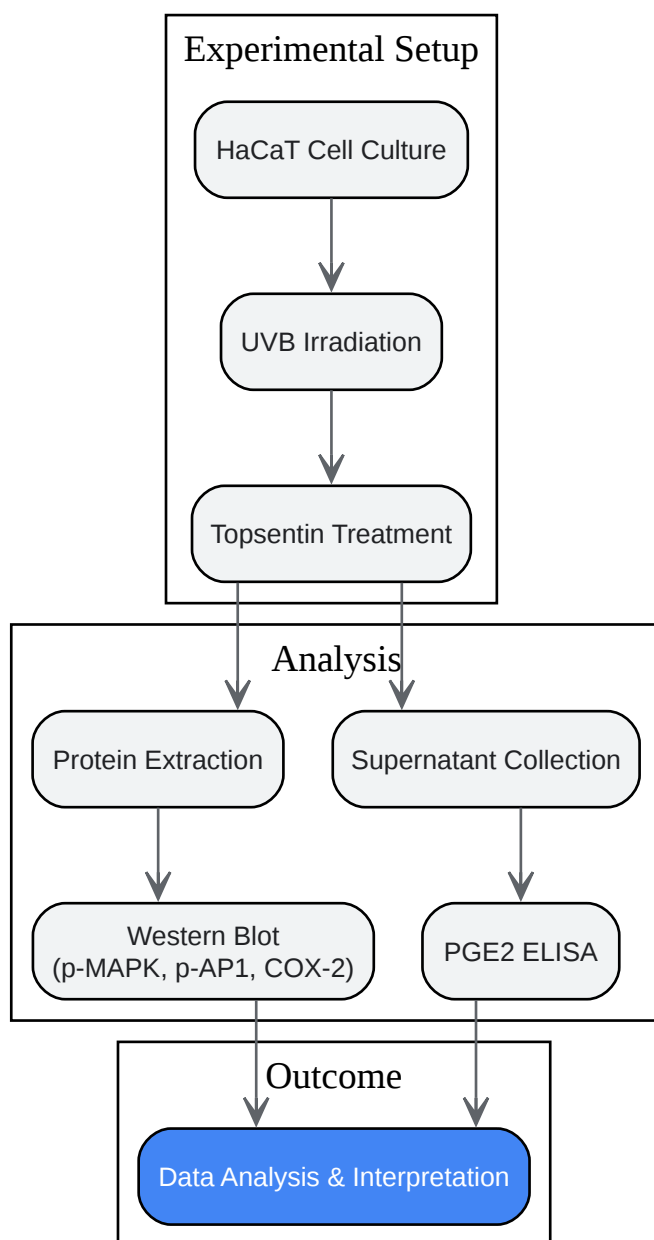 Experimental Setup
HaCaT Cell Culture
UVB Irradiation
Topsentin Treatment
Analysis
Protein Extraction
Supernatant Collection
Western Blot
(p-MAPK, p-AP1, COX-2)
PGE2 ELISA
Outcome
Data Analysis & Interpretation